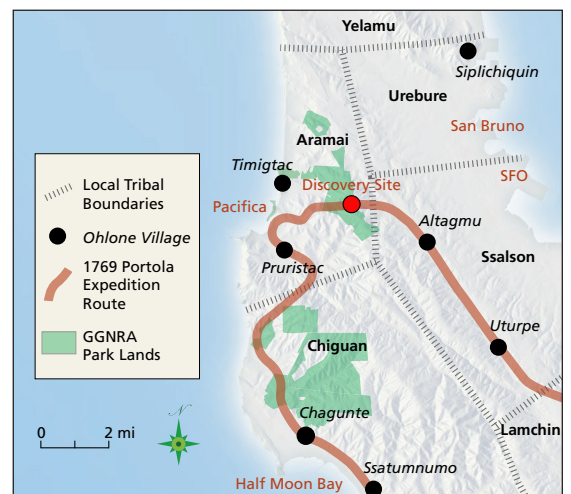 Yelamu
Siplichiquin
Urebure
San Bruno
Aramai
Timigtac
Discovery Site
SFO
Pacifica
Altagmu
Ssalson
Pruristac
Local Tribal
Boundaries
Ohlone Village
1769 Portola
Expedition
Route
GGNRA
Park Lands
Uturpe
Chiguan
Chagunte
Lamchin
N
0 2 mi
Ssatumnumo
Half Moon Bay